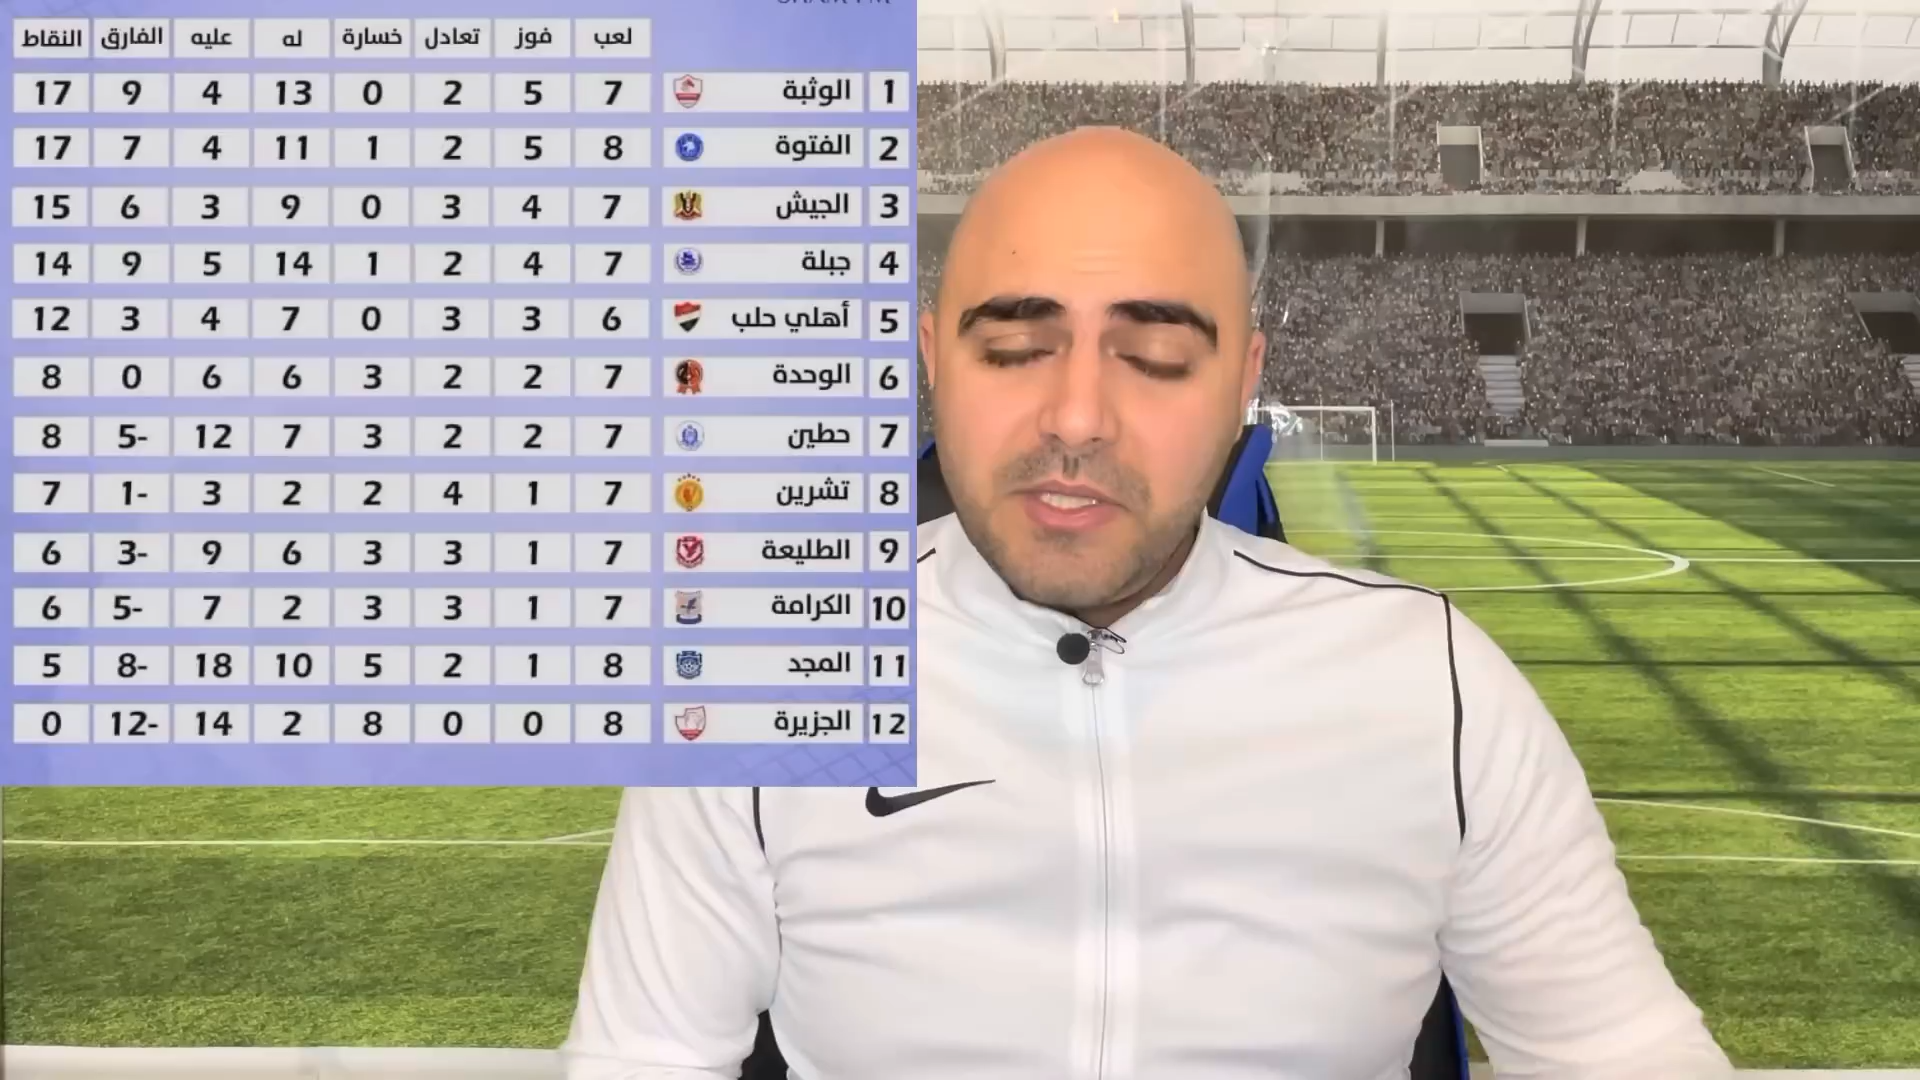 لعب فوز تعادل خسارة له عليه الفارق النقاط
1 الوثبة 7 5 2 0 13 4 9 17
2 الفتوة 8 5 2 1 11 4 7 17
3 الجيش 7 4 3 0 9 3 6 15
4 جبلة 7 4 2 1 14 5 9 14
5 أهلي حلب 6 3 3 0 7 4 3 12
6 الوحدة 7 2 2 3 6 6 0 8
7 حطين 7 2 2 3 7 12 5- 8
8 تشرين 7 1 4 2 2 3 1- 7
9 الطليعة 7 1 3 3 6 9 3- 6
10 الكرامة 7 1 3 3 2 7 5- 6
11 المجد 8 1 2 5 10 18 8- 5
12 الجزيرة 8 0 0 8 2 14 12- 0